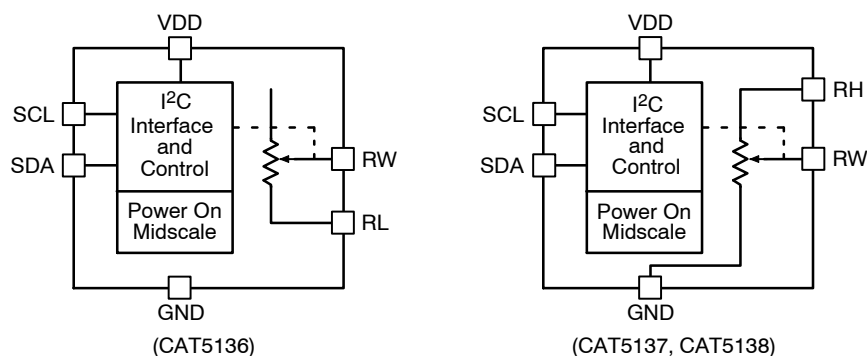 VDD
SCL
SDA
I²C
Interface
and
Control
Power On
Midscale
RW
RL
GND
(CAT5136)
VDD
SCL
SDA
I²C
Interface
and
Control
Power On
Midscale
RH
RW
GND
(CAT5137, CAT5138)